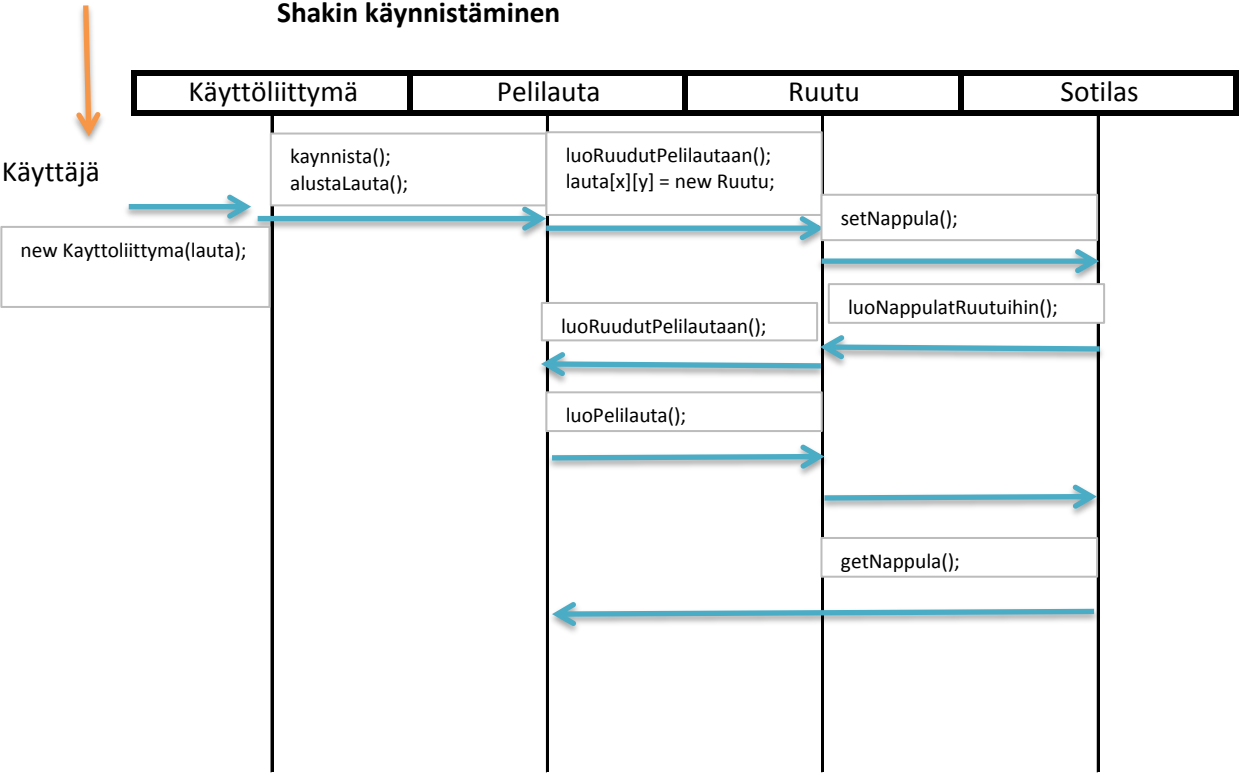 Shakin käynnistäminen
Käyttöliittymä
Pelilauta
Ruutu
Sotilas
Käyttäjä
kaynnista();
alustaLauta();
luoRuudutPelilautaan();
lauta[x][y] = new Ruutu;
setNappula();
new Kayttoliittyma(lauta);
luoNappulatRuutuihin();
luoRuudutPelilautaan();
luoPelilauta();
getNappula();